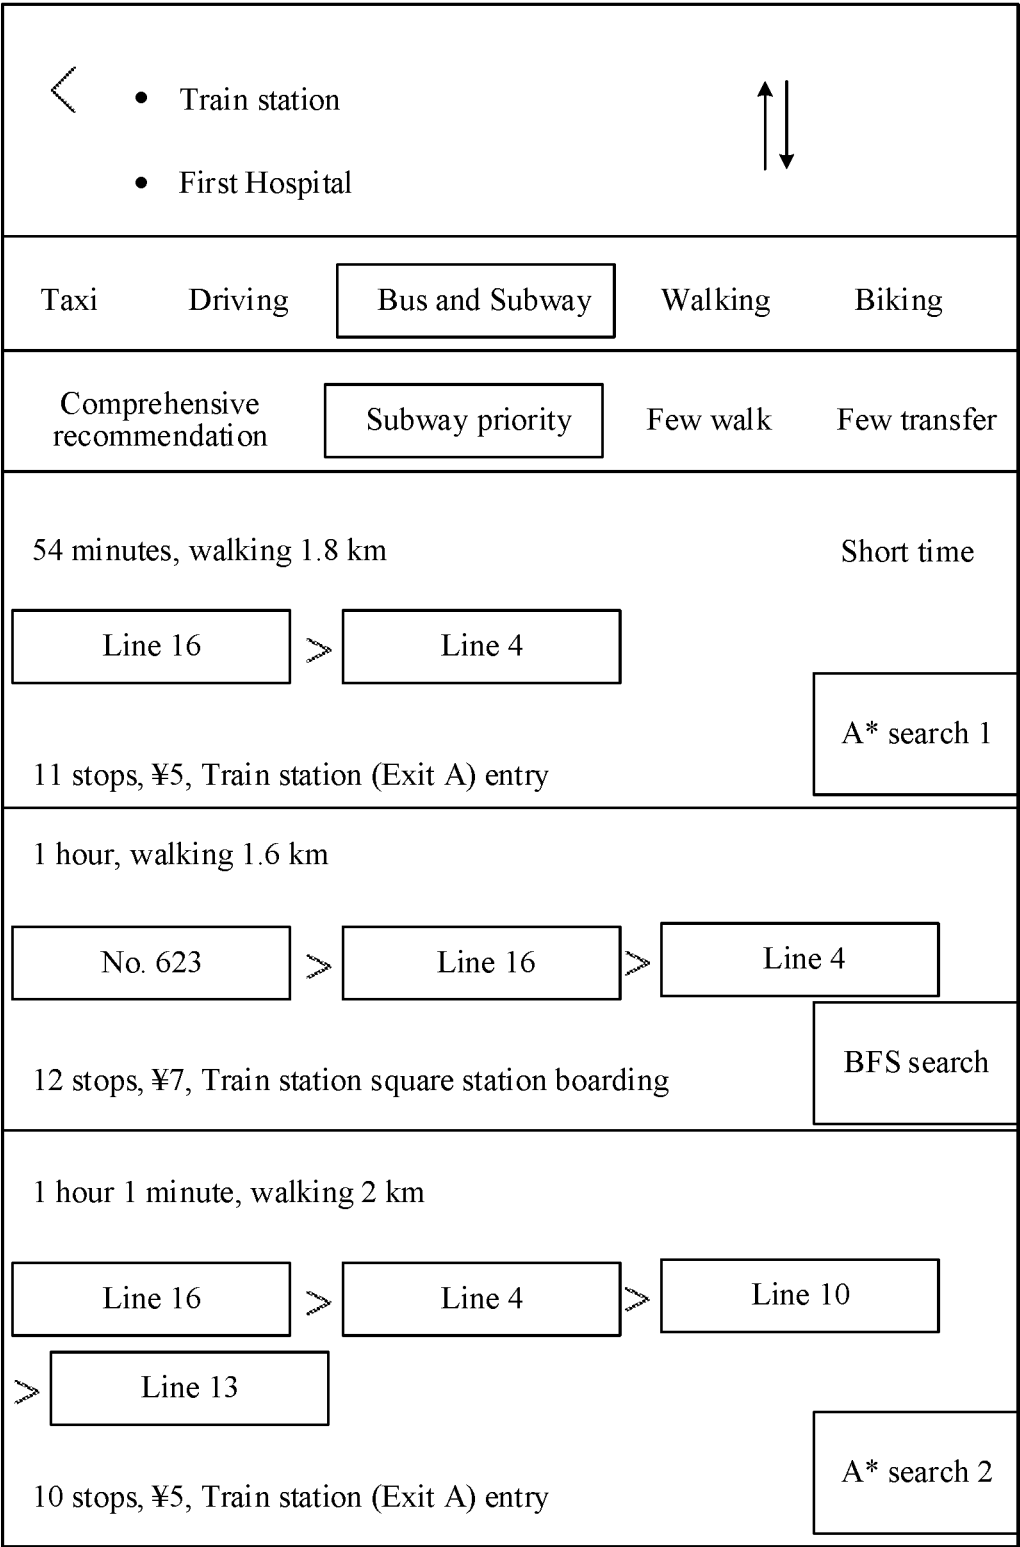 Train station
First Hospital
Taxi Driving Bus and Subway Walking Biking
Comprehensive
recommendation Subway priority Few walk Few transfer
54 minutes, walking 1.8 km Short time
Line 16 > Line 4
A* search 1
11 stops, ¥5, Train station (Exit A) entry
1 hour, walking 1.6 km
No. 623 > Line 16 > Line 4
BFS search
12 stops, ¥7, Train station square station boarding
1 hour 1 minute, walking 2 km
Line 16 > Line 4 > Line 10
> Line 13
A* search 2
10 stops, ¥5, Train station (Exit A) entry